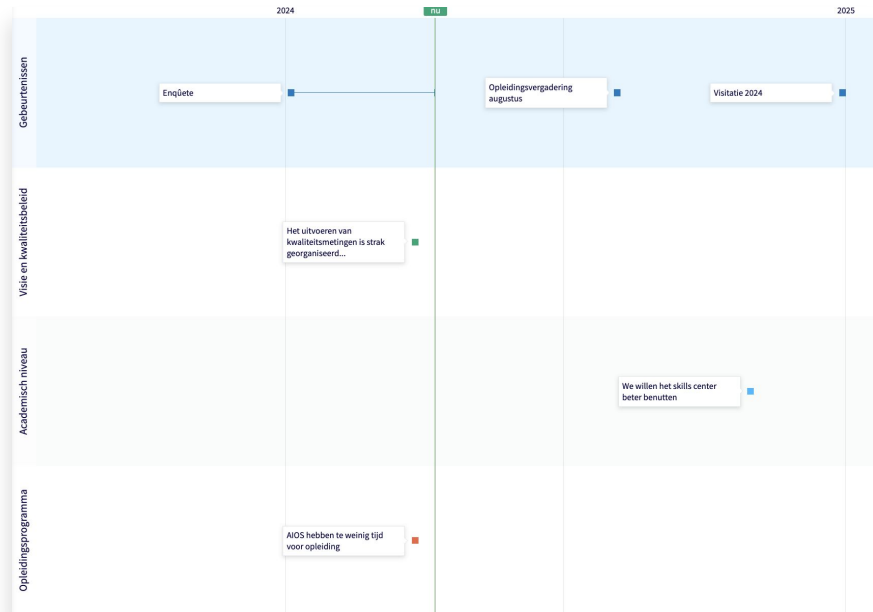 2024
nu
2025
Gebeurtenissen
Enqûete
Opleidingsvergadering
augustus
Visitatie 2024
Visie en kwaliteitsbeleid
Het uitvoeren van
kwaliteitsmetingen is strak
georganiseerd...
Academisch niveau
We willen het skills center
beter benutten
Opleidingsprogramma
AIOS hebben te weinig tijd
voor opleiding